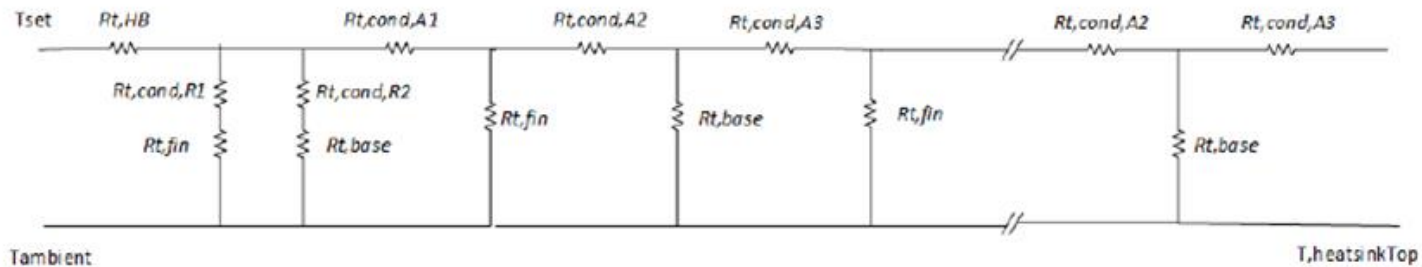 Tset Rt,HB Rt,cond,A1 Rt,cond,A2 Rt,cond,A3 Rt,cond,A2 Rt,cond,A3
Rt,cond,R1 Rt,cond,R2
Rt,fin Rt,base Rt,fin Rt,base Rt,fin Rt,base
Tambient T,heatsinkTop